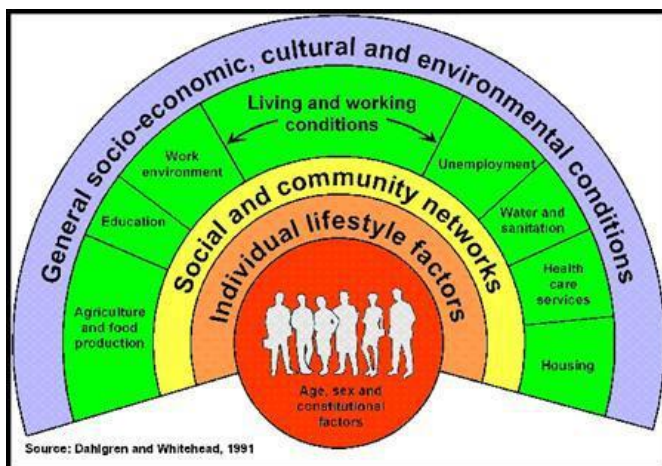 General socio-economic, cultural and environmental conditions
Living and working
conditions
Work
environment
Unemployment
Education
Water and
sanitation
Social and community networks
Individual lifestyle factors
Agriculture
and food
production
Health
care
services
Housing
Age, sex and
constitutional
factors
Source: Dahlgren and Whitehead, 1991